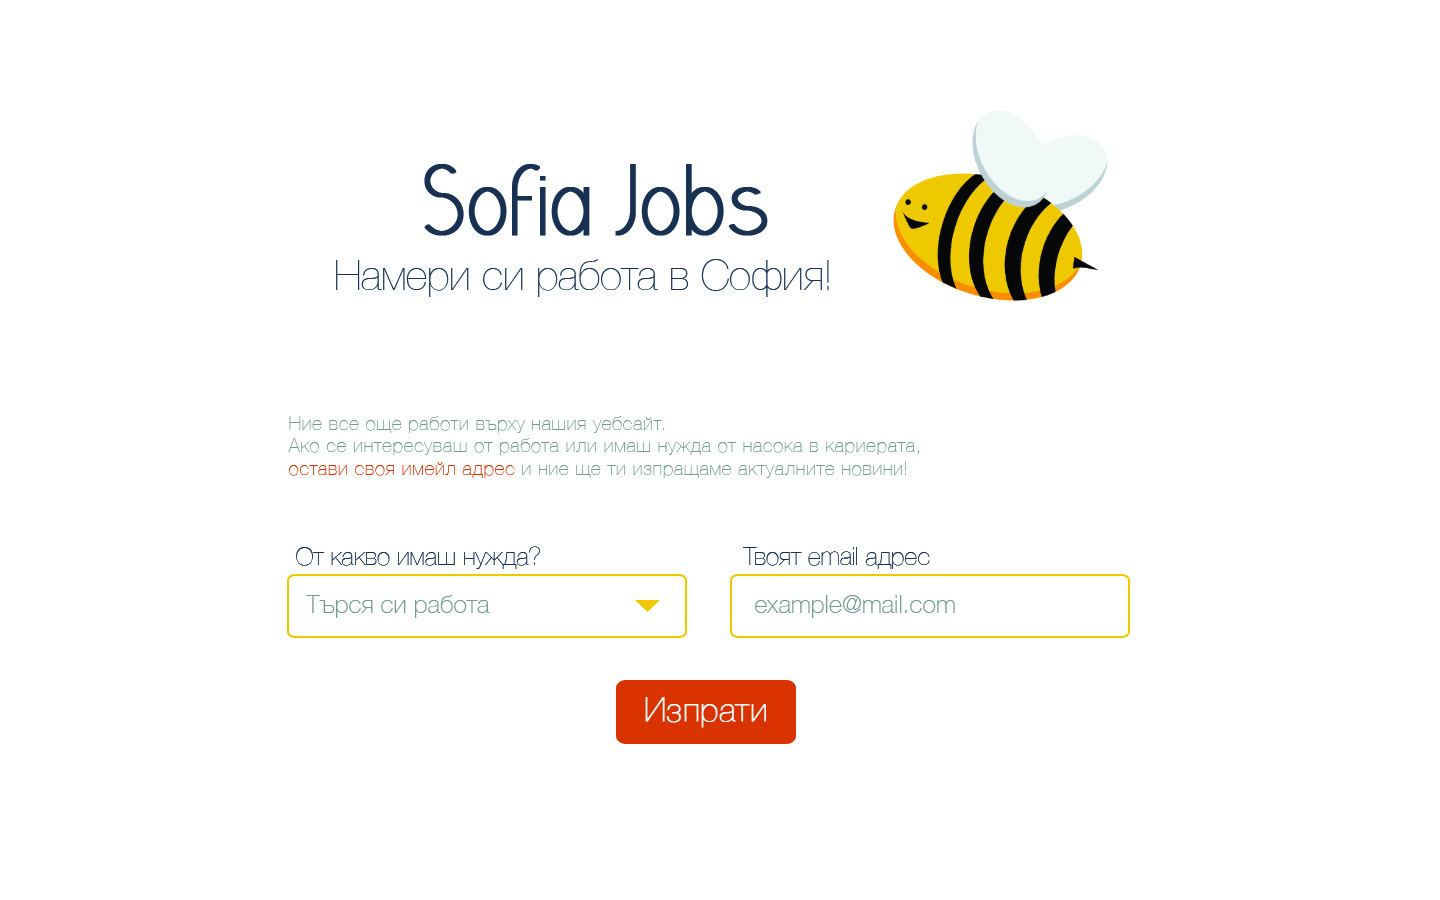 Sofia Jobs
Намери си работа в София!
Ние все още работи върху нашия уебсайт.
Ако се интересуваш от работа или имаш нужда от насока в кариерата,
остави своя имейл адрес и ние ще ти изпращаме актуалните новини!
От какво имаш нужда?
Твоят email адрес
Търся си работа
example@mail.com
Изпрати